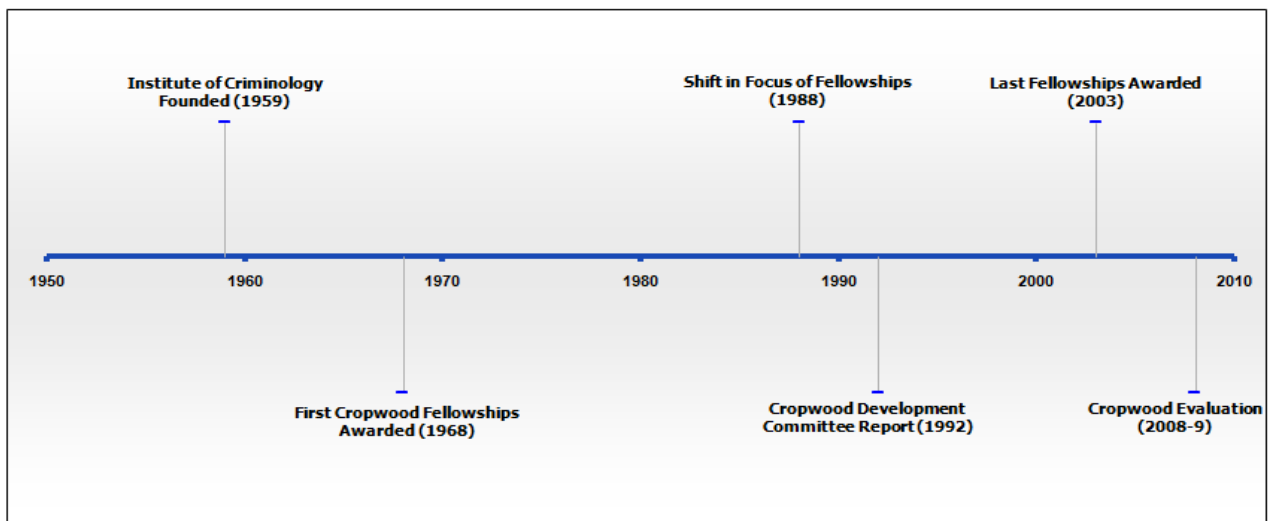 Institute of Criminology
Founded (1959)
Shift in Focus of Fellowships
(1988)
Last Fellowships Awarded
(2003)
1950
1960
1970
1980
1990
2000
2010
First Cropwood Fellowships
Awarded (1968)
Cropwood Development
Committee Report (1992)
Cropwood Evaluation
(2008-9)